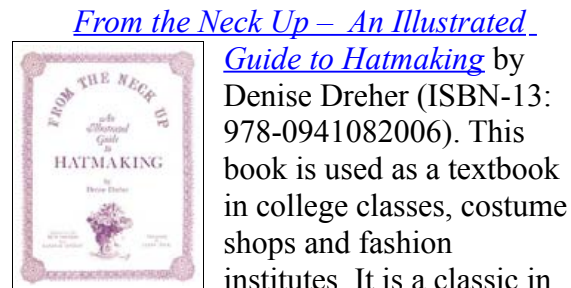 From the Neck Up – An Illustrated
Guide to Hatmaking by
Denise Dreher (ISBN-13:
978-0941082006). This
book is used as a textbook
in college classes, costume
shops and fashion
institutes. It is a classic in
FROM THE NECK UP
An
Illustrated
Guide
to
HATMAKING
by
Denise Dreher